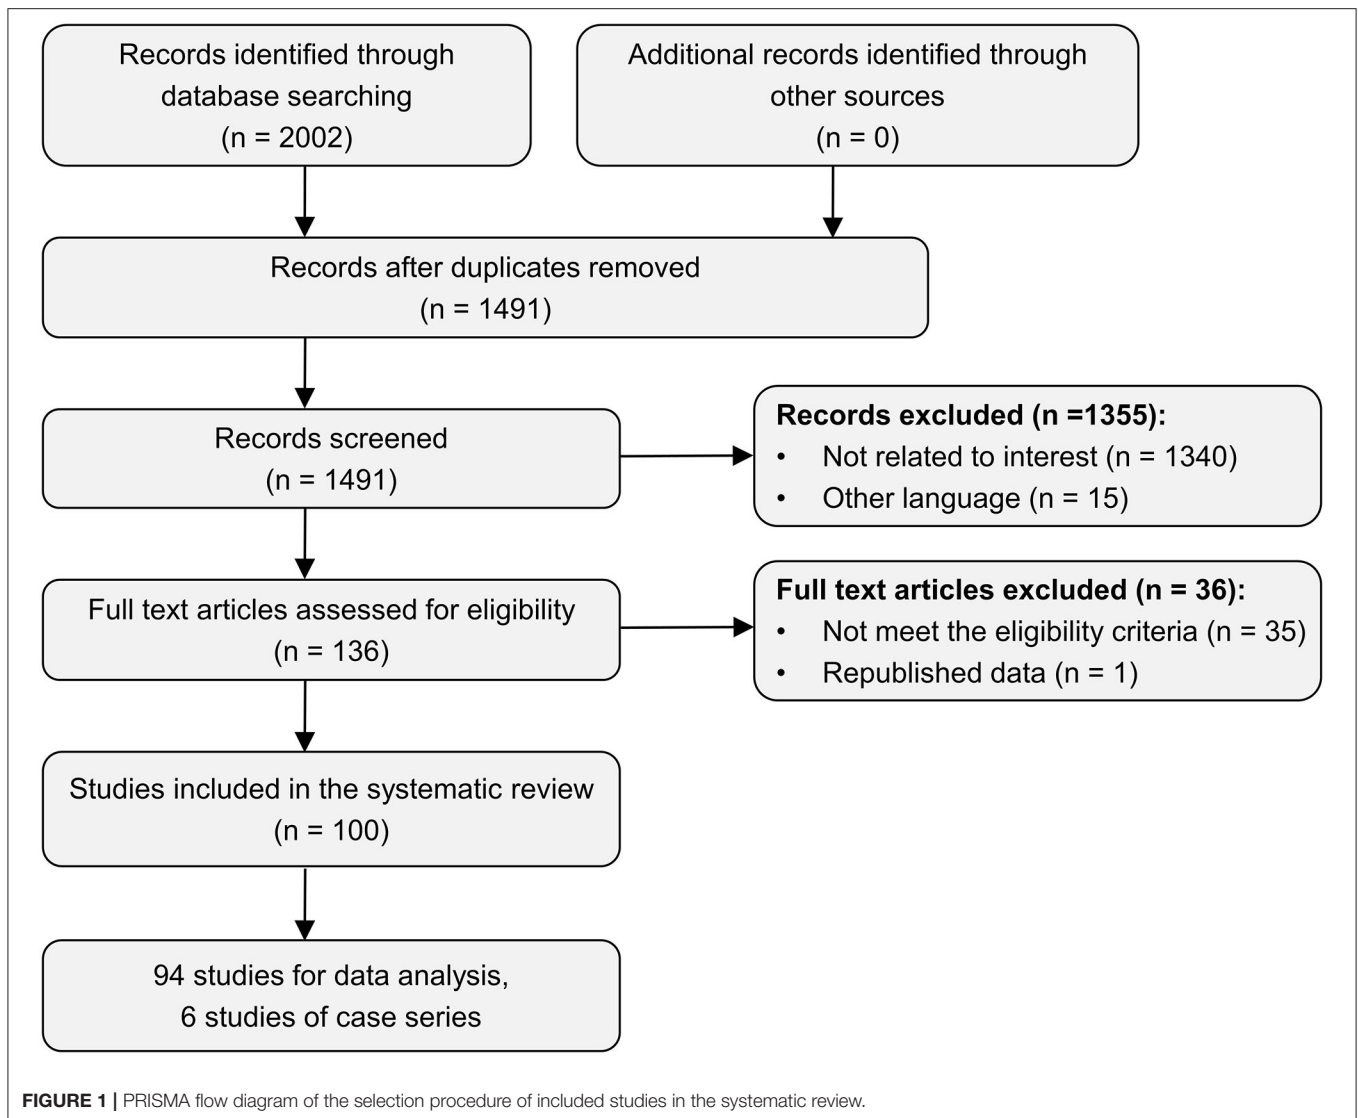 Records identified through
database searching
(n = 2002)
Additional records identified through
other sources
(n = 0)
Records after duplicates removed
(n = 1491)
Records screened
(n = 1491)
Records excluded (n =1355):
• Not related to interest (n = 1340)
• Other language (n = 15)
Full text articles assessed for eligibility
(n = 136)
Full text articles excluded (n = 36):
• Not meet the eligibility criteria (n = 35)
• Republished data (n = 1)
Studies included in the systematic review
(n = 100)
94 studies for data analysis,
6 studies of case series
FIGURE 1 | PRISMA flow diagram of the selection procedure of included studies in the systematic review.